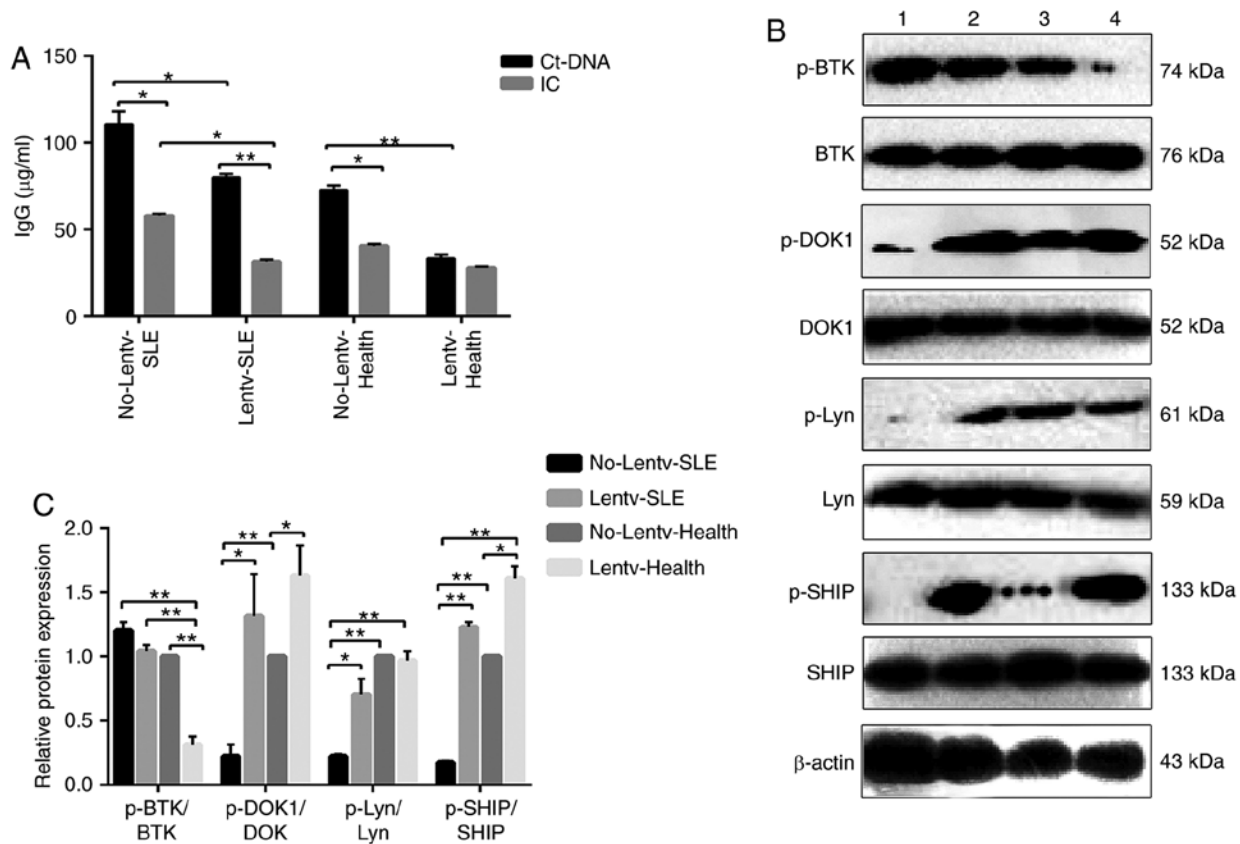 A
150
100
50
0
IgG (μg/ml)
Ct-DNA
IC
*
*
*
**
**
*
No-Lentv-
SLE
Lentv-SLE
No-Lentv-
Health
Lentv-
Health
B
1 2 3 4
p-BTK 74 kDa
BTK 76 kDa
p-DOK1 52 kDa
DOK1 52 kDa
p-Lyn 61 kDa
Lyn 59 kDa
p-SHIP 133 kDa
SHIP 133 kDa
β-actin 43 kDa
C
No-Lentv-SLE
Lentv-SLE
No-Lentv-Health
Lentv-Health
2.0
1.5
1.0
0.5
0.0
Relative protein expression
**
**
**
**
*
*
**
**
*
**
*
**
**
p-BTK/
BTK
p-DOK1/
DOK
p-Lyn/
Lyn
p-SHIP/
SHIP